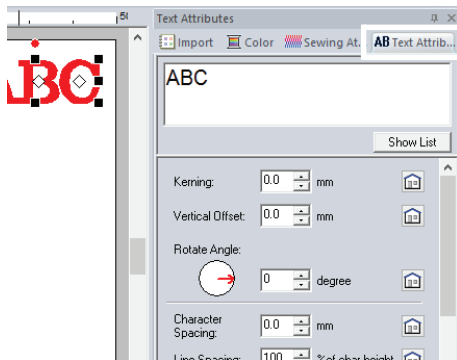 Text Attributes
Import Color Sewing At. AB Text Attrib...
ABC
ABC
Show List
Kerning: 0.0 mm
Vertical Offset: 0.0 mm
Rotate Angle:
0 degree
Character
Spacing: 0.0 mm
Line Spacing: 100 % of char height